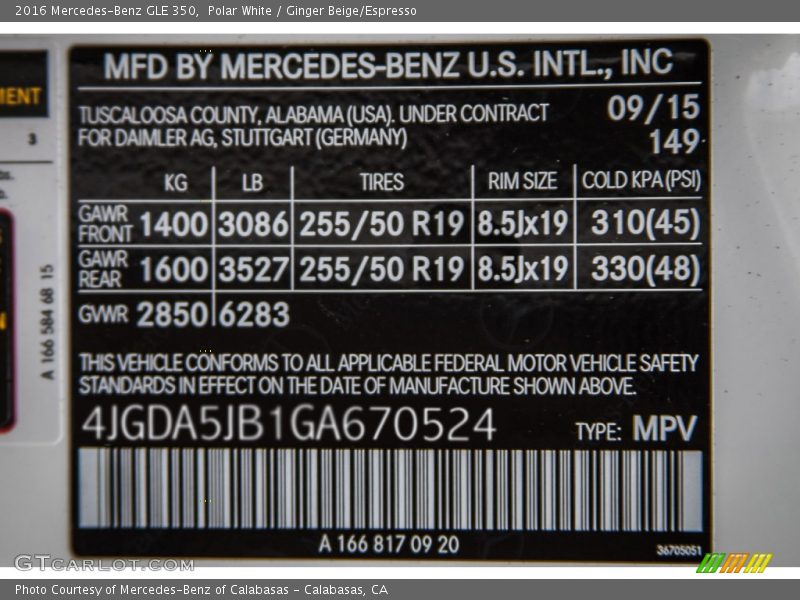 2016 Mercedes-Benz GLE 350, Polar White / Ginger Beige/Espresso
MENT
3
A 166 584 68 15
MFD BY MERCEDES-BENZ U.S. INTL., INC
TUSCALOOSA COUNTY, ALABAMA (USA). UNDER CONTRACT 09/15
FOR DAIMLER AG, STUTTGART (GERMANY) 149
KG LB TIRES RIM SIZE COLD KPA (PSI)
GAWR FRONT 1400 3086 255/50 R19 8.5Jx19 310(45)
GAWR REAR 1600 3527 255/50 R19 8.5Jx19 330(48)
GVWR 2850 6283
THIS VEHICLE CONFORMS TO ALL APPLICABLE FEDERAL MOTOR VEHICLE SAFETY
STANDARDS IN EFFECT ON THE DATE OF MANUFACTURE SHOWN ABOVE.
4JGDA5JB1GA670524 TYPE: MPV
A 166 817 09 20
36705051
GTCARLOT.COM
Photo Courtesy of Mercedes-Benz of Calabasas - Calabasas, CA